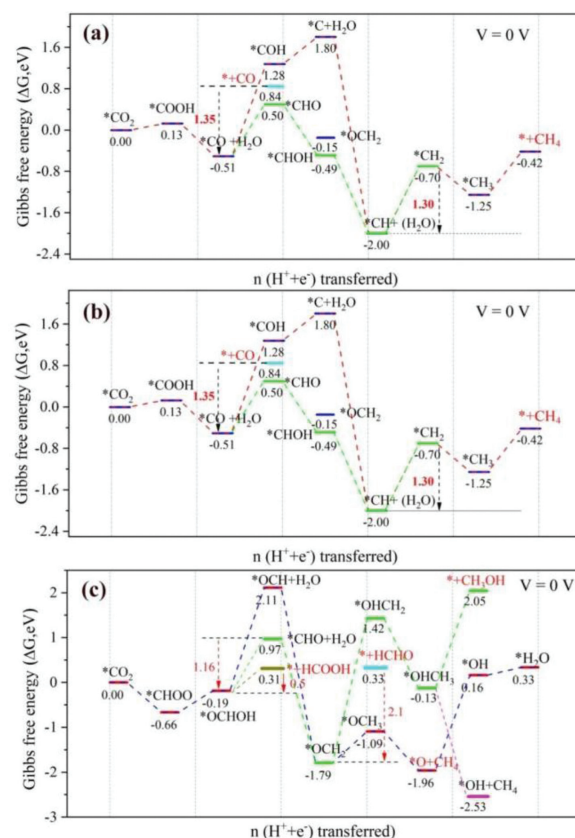 (a)
V = 0 V
Gibbs free energy (ΔG,eV)
1.6
0.8
0.0
-0.8
-1.6
-2.4
*CO₂
0.00
*COOH
0.13
1.35
*CO +H₂O
-0.51
*+CO
*COH
1.28
0.84
*CHO
0.50
*C+H₂O
1.80
*OCH₂
-0.15
*CHOH
-0.49
*CH+ (H₂O)
-2.00
*CH₂
-0.70
1.30
*CH₃
-1.25
*+CH₄
-0.42
n (H⁺+e⁻) transferred)
(b)
V = 0 V
Gibbs free energy (ΔG,eV)
1.6
0.8
0.0
-0.8
-1.6
-2.4
*CO₂
0.00
*COOH
0.13
1.35
*CO +H₂O
-0.51
*+CO
*COH
1.28
0.84
*CHO
0.50
*C+H₂O
1.80
*OCH₂
-0.15
*CHOH
-0.49
*CH+ (H₂O)
-2.00
*CH₂
-0.70
1.30
*CH₃
-1.25
*+CH₄
-0.42
n (H⁺+e⁻) transferred)
(c)
V = 0 V
Gibbs free energy (ΔG,eV)
2
1
0
-1
-2
-3
*CO₂
0.00
*CHOO
-0.66
1.16
-0.19
*OCHOH
*OCH+H₂O
2.11
*CHO+H₂O
0.97
*+HCOOH
0.31
0.5
*OCH₂
-1.79
*OHCH₂
1.42
*+HCHO
0.33
*OCH₃
-1.09
2.1
*OHCH₃
-0.13
*O+CH₄
-1.96
*+CH₃OH
2.05
*OH
0.16
*H₂O
0.33
*OH+CH₄
-2.53
n (H⁺+e⁻) transferred)